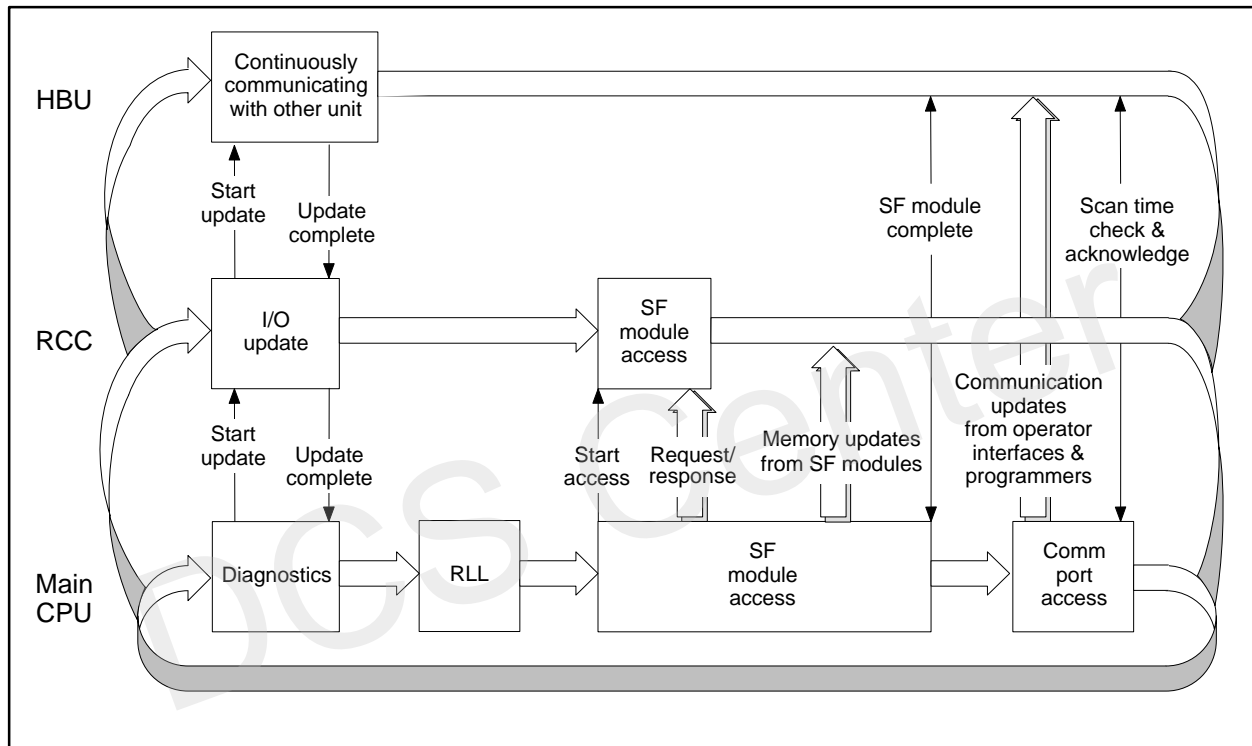 HBU
Continuously
communicating
with other unit
Start
update
Update
complete
SF module
complete
Scan time
check &
acknowledge
RCC
I/O
update
SF
module
access
Start
update
Update
complete
Start
access
Request/
response
Memory updates
from SF modules
Communication
updates
from operator
interfaces &
programmers
Main
CPU
Diagnostics
RLL
SF
module
access
Comm
port
access
DCS Center